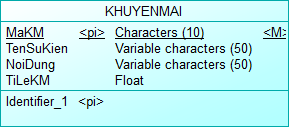 KHUYENMAI
MaKM <pi> Characters (10) <M>
TenSuKien Variable characters (50)
NoiDung Variable characters (50)
TiLeKM Float
Identifier_1 <pi>